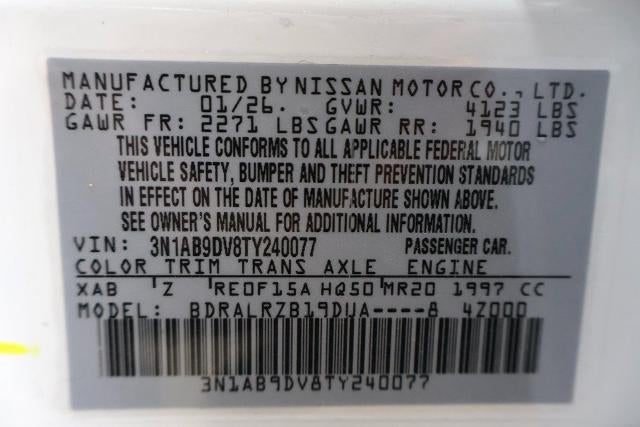 MANUFACTURED BY NISSAN MOTOR CO., LTD.
DATE: 01/26. GVWR: 4123 LBS
GAWR FR: 2271 LBS GAWR RR: 1940 LBS
THIS VEHICLE CONFORMS TO ALL APPLICABLE FEDERAL MOTOR
VEHICLE SAFETY, BUMPER AND THEFT PREVENTION STANDARDS
IN EFFECT ON THE DATE OF MANUFACTURE SHOWN ABOVE.
SEE OWNER'S MANUAL FOR ADDITIONAL INFORMATION.
VIN: 3N1AB9DV8TY240077 PASSENGER CAR.
COLOR TRIM TRANS AXLE ENGINE
XAB 'Z 'RE0F15A HQ50 MR20 1997 CC
MODEL: BDRALRZB19DUA----8 4Z000
3N1AB9DV8TY240077